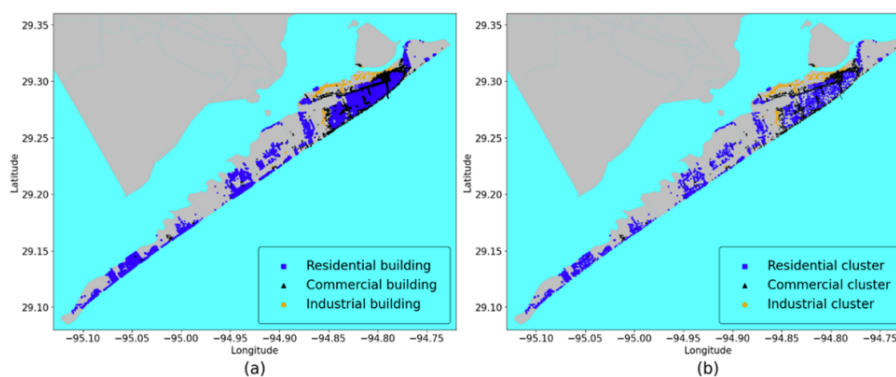 29.35
29.30
29.25
29.20
29.15
29.10
Latitude
−95.10 −95.05 −95.00 −94.95 −94.90 −94.85 −94.80 −94.75
Longitude
Residential building
Commercial building
Industrial building
(a)
29.35
29.30
29.25
29.20
29.15
29.10
Latitude
−95.10 −95.05 −95.00 −94.95 −94.90 −94.85 −94.80 −94.75
Longitude
Residential cluster
Commercial cluster
Industrial cluster
(b)